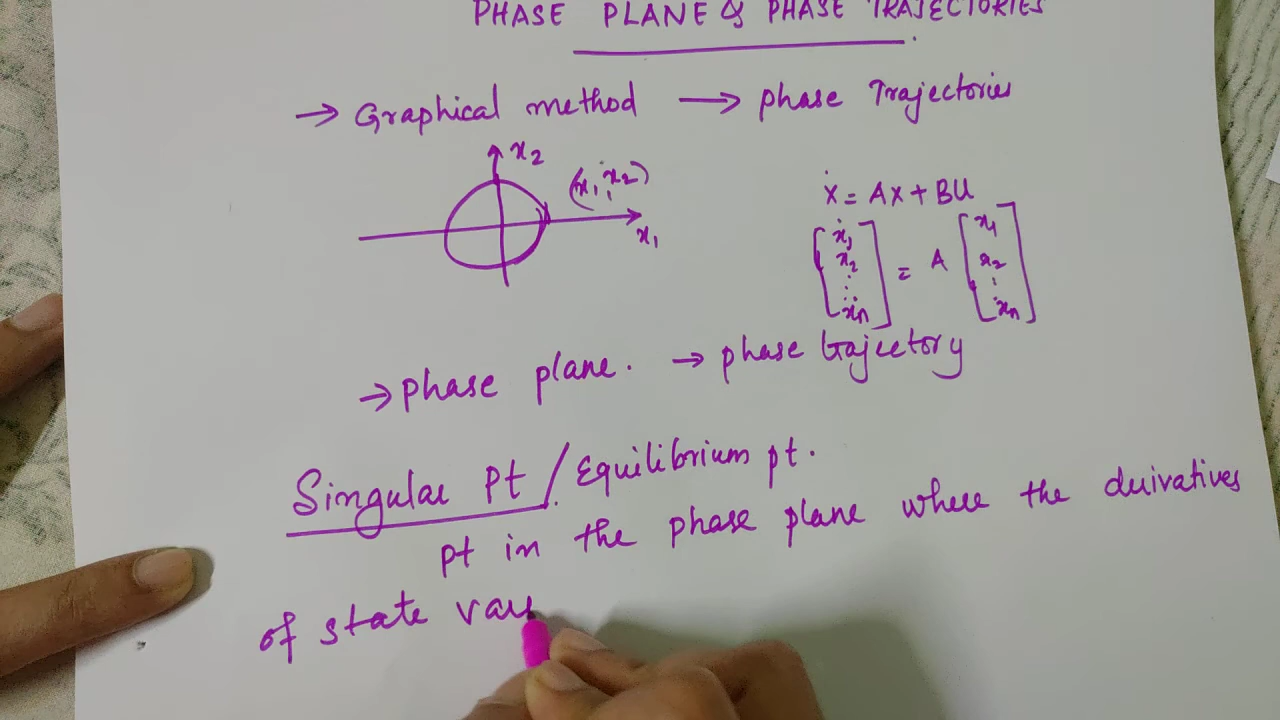 PHASE PLANE & PHASE TRAJECTORIES
→ Graphical method → phase Trajectories
x2
(x1, x2)
x1
Ẋ = AX + BU
[ẋ1 ẋ2 ⋮ ẋn] = A [x1 x2 ⋮ xn]
→ phase plane. → phase trajectory
Singular Pt / Equilibrium pt.
pt in the phase plane where the derivatives
of state var